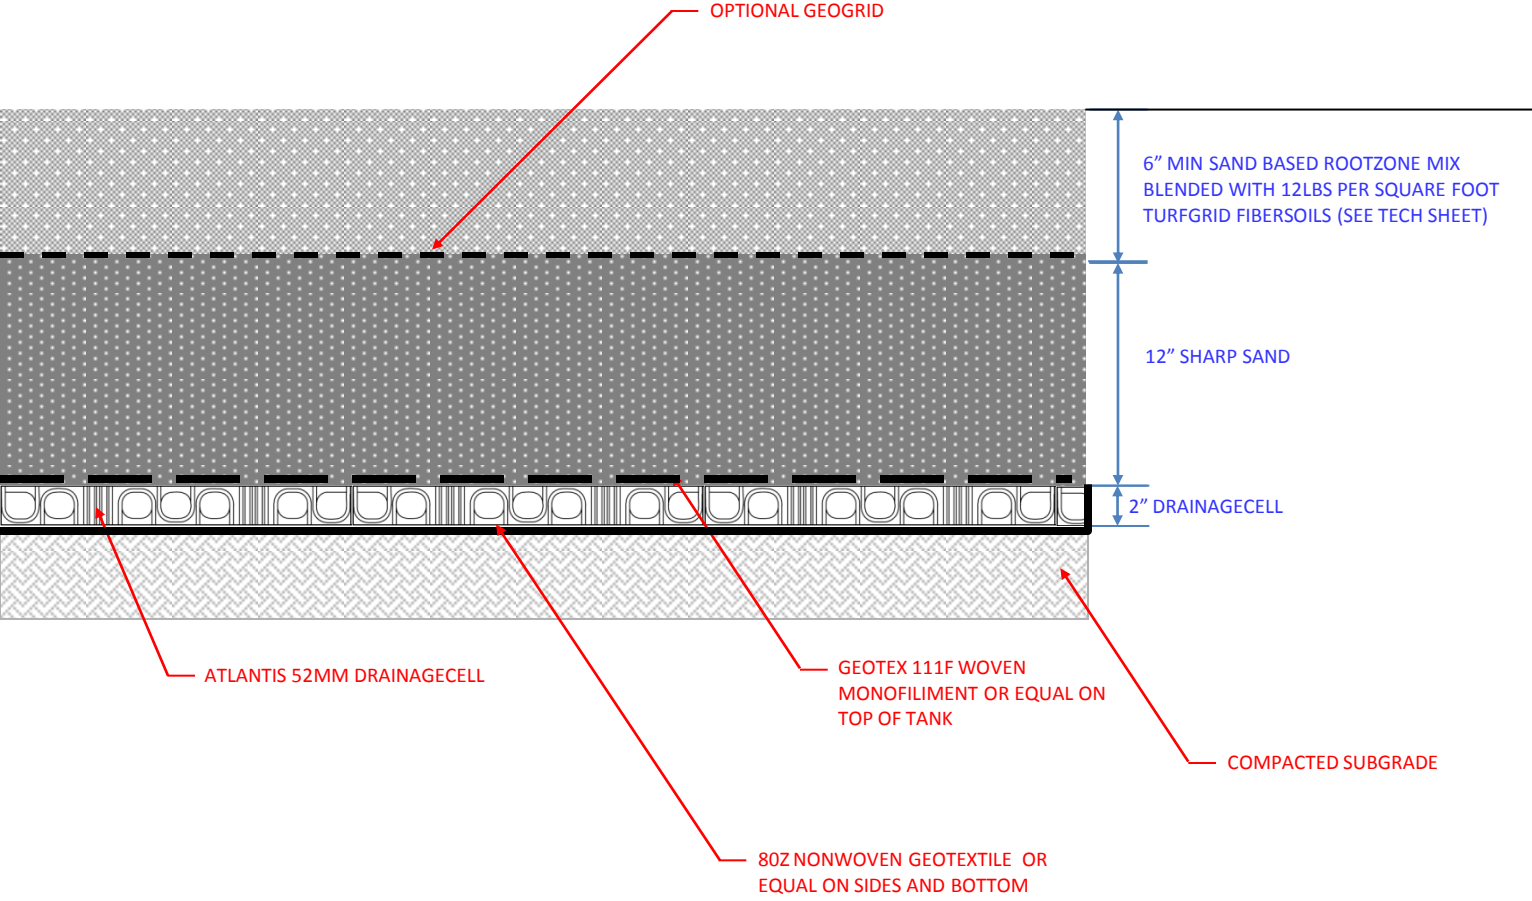 OPTIONAL GEOGRID
6” MIN SAND BASED ROOTZONE MIX
BLENDED WITH 12LBS PER SQUARE FOOT
TURFGRID FIBERSOILS (SEE TECH SHEET)
12” SHARP SAND
2” DRAINAGECELL
ATLANTIS 52MM DRAINAGECELL
GEOTEX 111F WOVEN
MONOFILIMENT OR EQUAL ON
TOP OF TANK
COMPACTED SUBGRADE
80Z NONWOVEN GEOTEXTILE OR
EQUAL ON SIDES AND BOTTOM